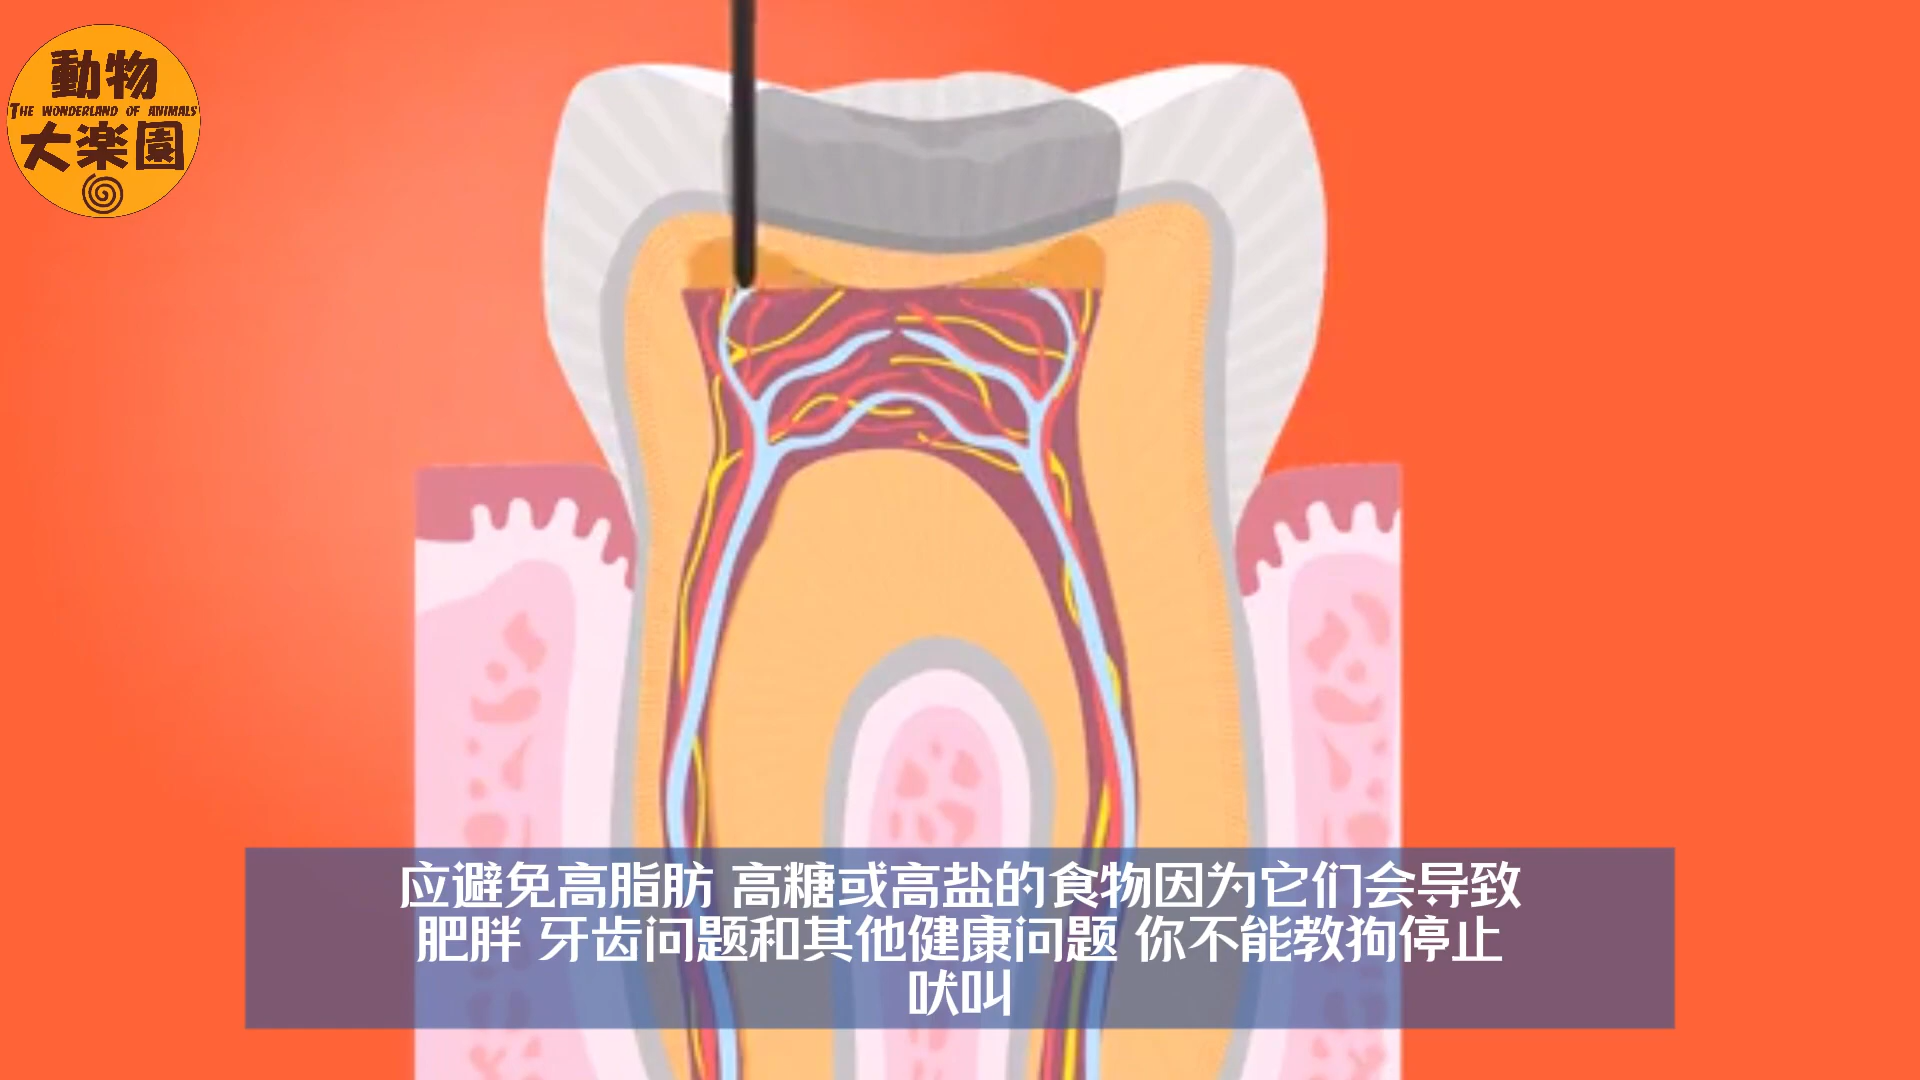 動物
THE WONDERLAND OF ANIMALS
大楽園
应避免高脂肪 高糖或高盐的食物因为它们会导致
肥胖 牙齿问题和其他健康问题 你不能教狗停止
吠叫